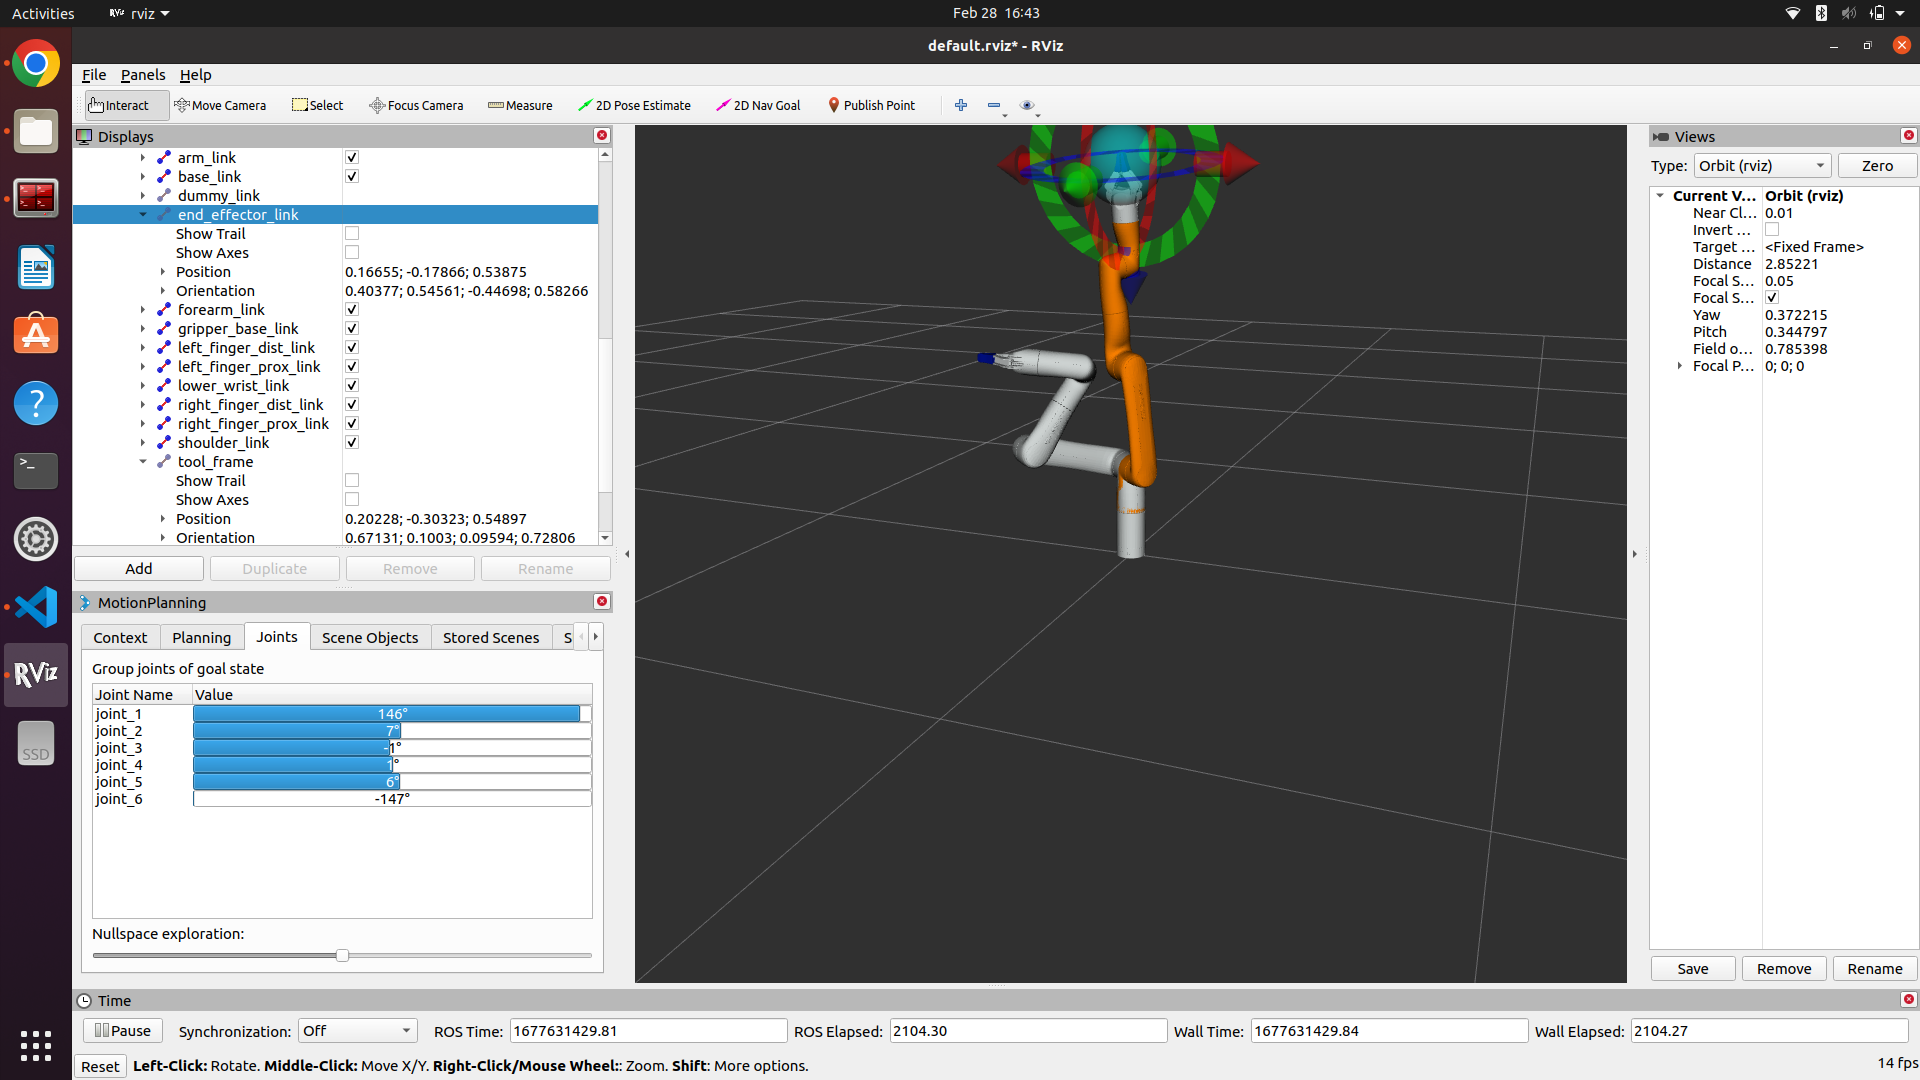 Activities rviz Feb 28 16:43
default.rviz* - RViz
File Panels Help
Interact Move Camera Select Focus Camera Measure 2D Pose Estimate 2D Nav Goal Publish Point
Displays
arm_link
base_link
dummy_link
end_effector_link
Show Trail
Show Axes
Position 0.16655; -0.17866; 0.53875
Orientation 0.40377; 0.54561; -0.44698; 0.58266
forearm_link
gripper_base_link
left_finger_dist_link
left_finger_prox_link
lower_wrist_link
right_finger_dist_link
right_finger_prox_link
shoulder_link
tool_frame
Show Trail
Show Axes
Position 0.20228; -0.30323; 0.54897
Orientation 0.67131; 0.1003; 0.09594; 0.72806
Add Duplicate Remove Rename
MotionPlanning
Context Planning Joints Scene Objects Stored Scenes S
Group joints of goal state
Joint Name Value
joint_1 146°
joint_2 7°
joint_3 -1°
joint_4 1°
joint_5 6°
joint_6 -147°
Nullspace exploration:
Views
Type: Orbit (rviz) Zero
Current V... Orbit (rviz)
Near Cl... 0.01
Invert ...
Target ... <Fixed Frame>
Distance 2.85221
Focal S... 0.05
Focal S...
Yaw 0.372215
Pitch 0.344797
Field o... 0.785398
Focal P... 0; 0; 0
Save Remove Rename
Time
Pause Synchronization: Off ROS Time: 1677631429.81 ROS Elapsed: 2104.30 Wall Time: 1677631429.84 Wall Elapsed: 2104.27
Reset Left-Click: Rotate. Middle-Click: Move X/Y. Right-Click/Mouse Wheel:: Zoom. Shift: More options. 14 fps
RViz
SSD